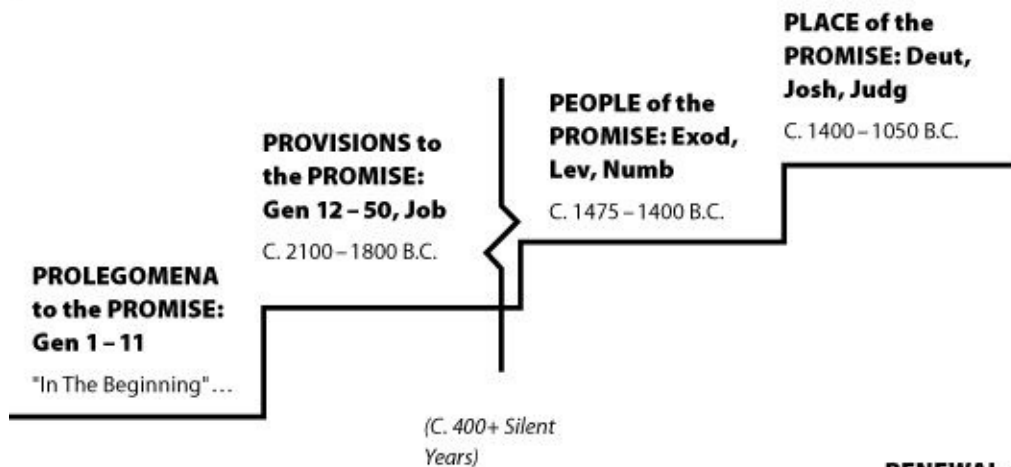 PROLEGOMENA
to the PROMISE:
Gen 1–11
"In The Beginning"…
PROVISIONS to
the PROMISE:
Gen 12–50, Job
C. 2100–1800 B.C.
(C. 400+ Silent
Years)
PEOPLE of the
PROMISE: Exod,
Lev, Numb
C. 1475–1400 B.C.
PLACE of the
PROMISE: Deut,
Josh, Judg
C. 1400–1050 B.C.
RENEWAL